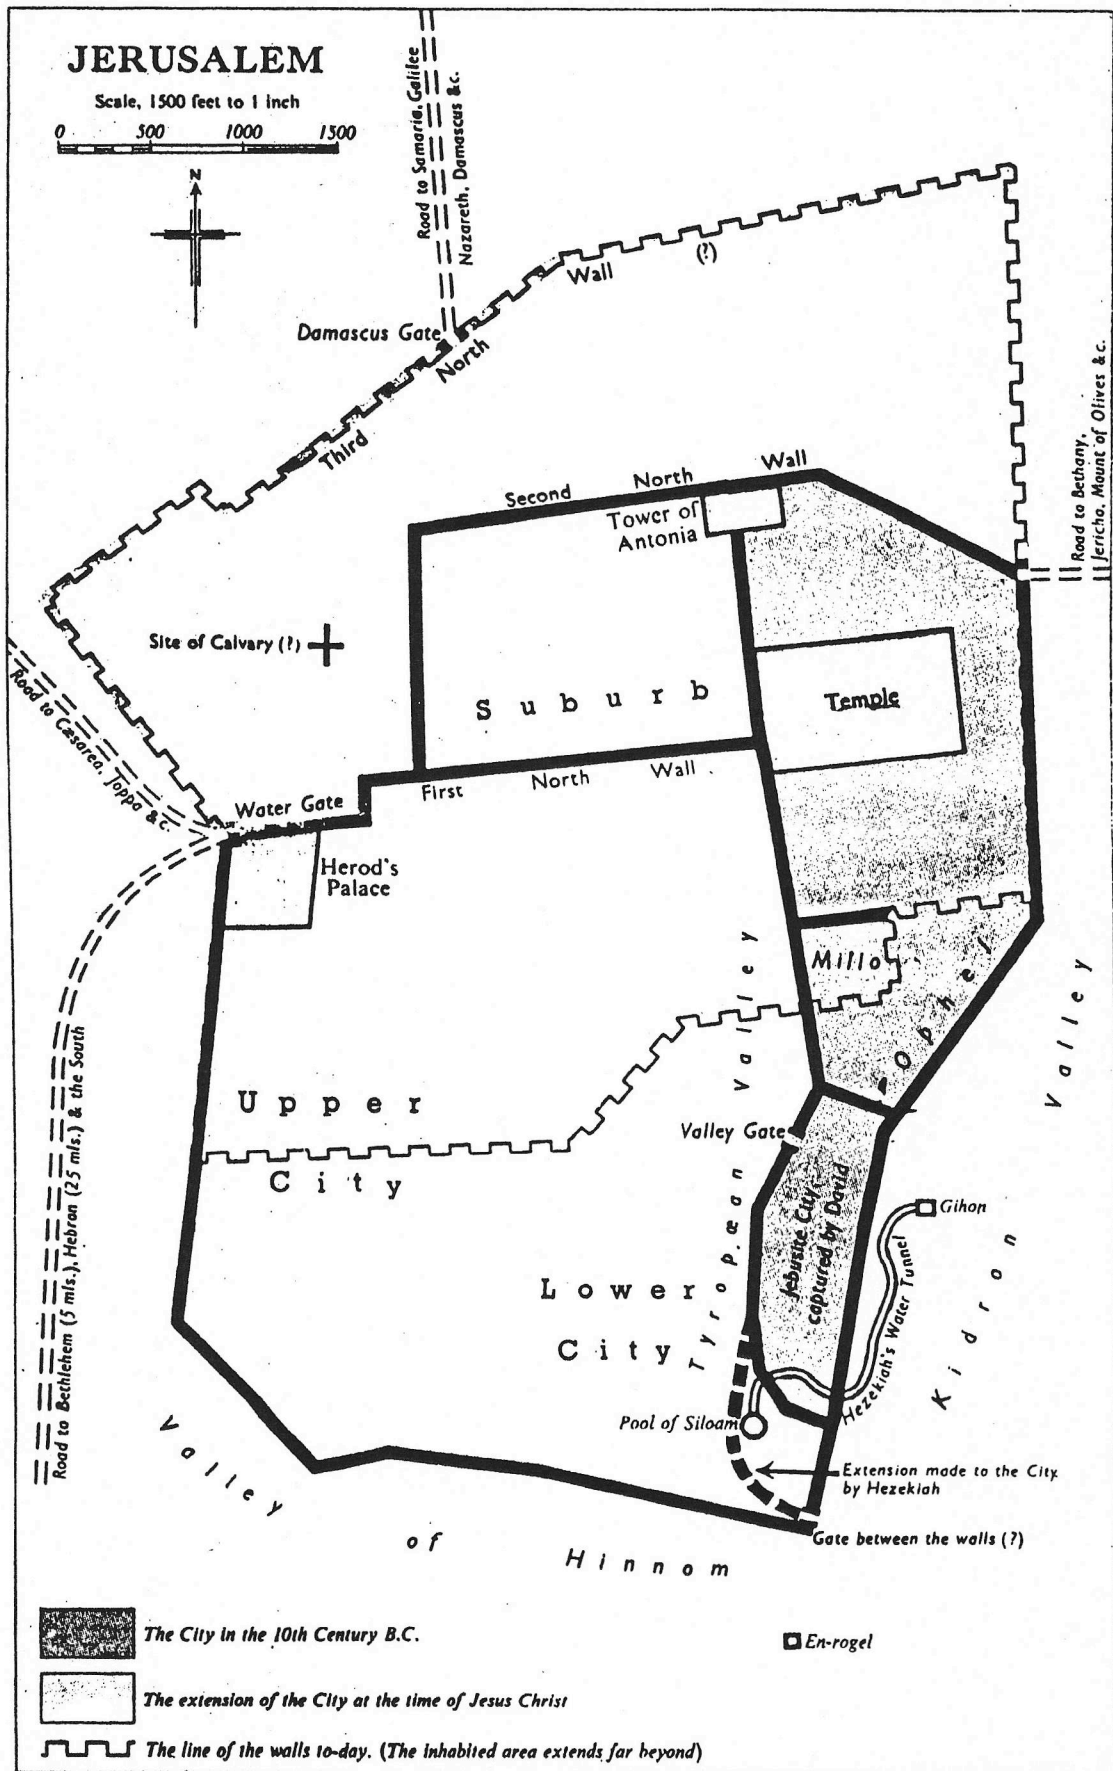 JERUSALEM
Scale, 1500 feet to 1 inch
0 500 1000 1500
N
Road to Samaria, Galilee
Nazareth, Damascus &c.
Damascus Gate
Third North Wall (?)
Road to Bethany,
Jericho, Mount of Olives &c.
Second North Wall
Tower of
Antonia
Site of Calvary (?)
Suburb
Temple
Road to Cæsarea, Joppa &c.
First North Wall
Water Gate
Herod's
Palace
Millo
Ophel
Upper
City
Valley Gate
Tyropœan Valley
Jebusite City
captured by David
Gihon
Hezekiah's Water Tunnel
Kidron Valley
Lower
City
Road to Bethlehem (5 mls.), Hebron (25 mls.) & the South
Pool of Siloam
Extension made to the City
by Hezekiah
Gate between the walls (?)
Valley of Hinnom
En-rogel
The City in the 10th Century B.C.
The extension of the City at the time of Jesus Christ
The line of the walls to-day. (The inhabited area extends far beyond)